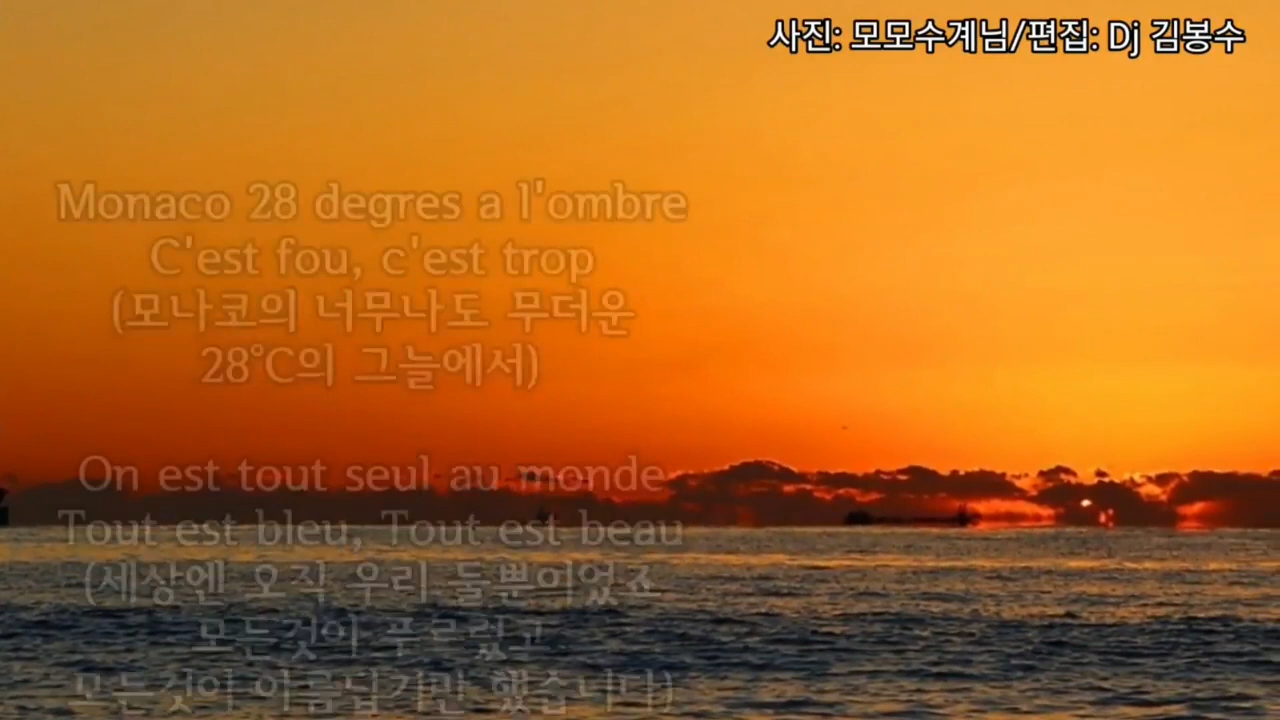 사진: 모모수계님/편집: Dj 김봉수
Monaco 28 degres a l'ombre
C'est fou, c'est trop
(모나코의 너무나도 무더운
28°C의 그늘에서)
On est tout seul au monde
Tout est bleu, Tout est beau
(세상엔 오직 우리 둘뿐이었죠
모든것이 푸르렀고
모든것이 아름답기만 했습니다)